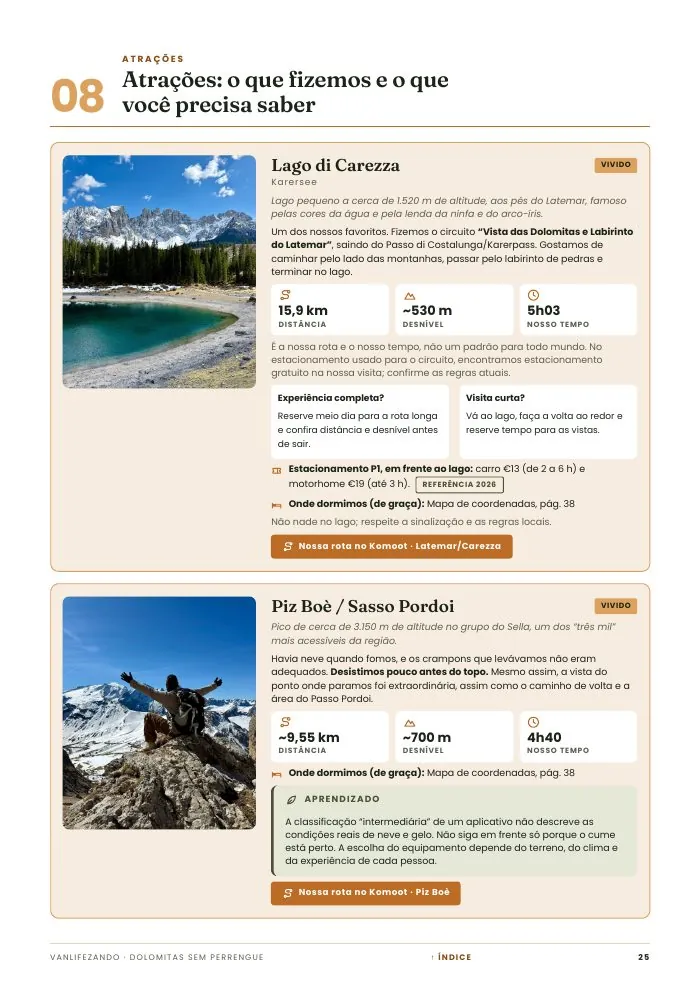 ATRAÇÕES
08
Atrações: o que fizemos e o que
você precisa saber
Lago di Carezza
VIVIDO
Karersee
Lago pequeno a cerca de 1.520 m de altitude, aos pés do Latemar, famoso
pelas cores da água e pela lenda da ninfa e do arco-íris.
Um dos nossos favoritos. Fizemos o circuito “Vista das Dolomitas e Labirinto
do Latemar”, saindo do Passo di Costalunga/Karerpass. Gostamos de
caminhar pelo lado das montanhas, passar pelo labirinto de pedras e
terminar no lago.
15,9 km
DISTÂNCIA
~530 m
DESNÍVEL
5h03
NOSSO TEMPO
É a nossa rota e o nosso tempo, não um padrão para todo mundo. No
estacionamento usado para o circuito, encontramos estacionamento
gratuito na nossa visita; confirme as regras atuais.
Experiência completa?
Reserve meio dia para a rota longa
e confira distância e desnível antes
de sair.
Visita curta?
Vá ao lago, faça a volta ao redor e
reserve tempo para as vistas.
Estacionamento P1, em frente ao lago: carro €13 (de 2 a 6 h) e
motorhome €19 (até 3 h). REFERÊNCIA 2026
Onde dormimos (de graça): Mapa de coordenadas, pág. 38
Não nade no lago; respeite a sinalização e as regras locais.
Nossa rota no Komoot · Latemar/Carezza
Piz Boè / Sasso Pordoi
VIVIDO
Pico de cerca de 3.150 m de altitude no grupo do Sella, um dos “três mil”
mais acessíveis da região.
Havia neve quando fomos, e os crampons que levávamos não eram
adequados. Desistimos pouco antes do topo. Mesmo assim, a vista do
ponto onde paramos foi extraordinária, assim como o caminho de volta e a
área do Passo Pordoi.
~9,55 km
DISTÂNCIA
~700 m
DESNÍVEL
4h40
NOSSO TEMPO
Onde dormimos (de graça): Mapa de coordenadas, pág. 38
APRENDIZADO
A classificação “intermediária” de um aplicativo não descreve as
condições reais de neve e gelo. Não siga em frente só porque o cume
está perto. A escolha do equipamento depende do terreno, do clima e
da experiência de cada pessoa.
Nossa rota no Komoot · Piz Boè
VANLIFEZANDO · DOLOMITAS SEM PERRENGUE
↑ ÍNDICE
25